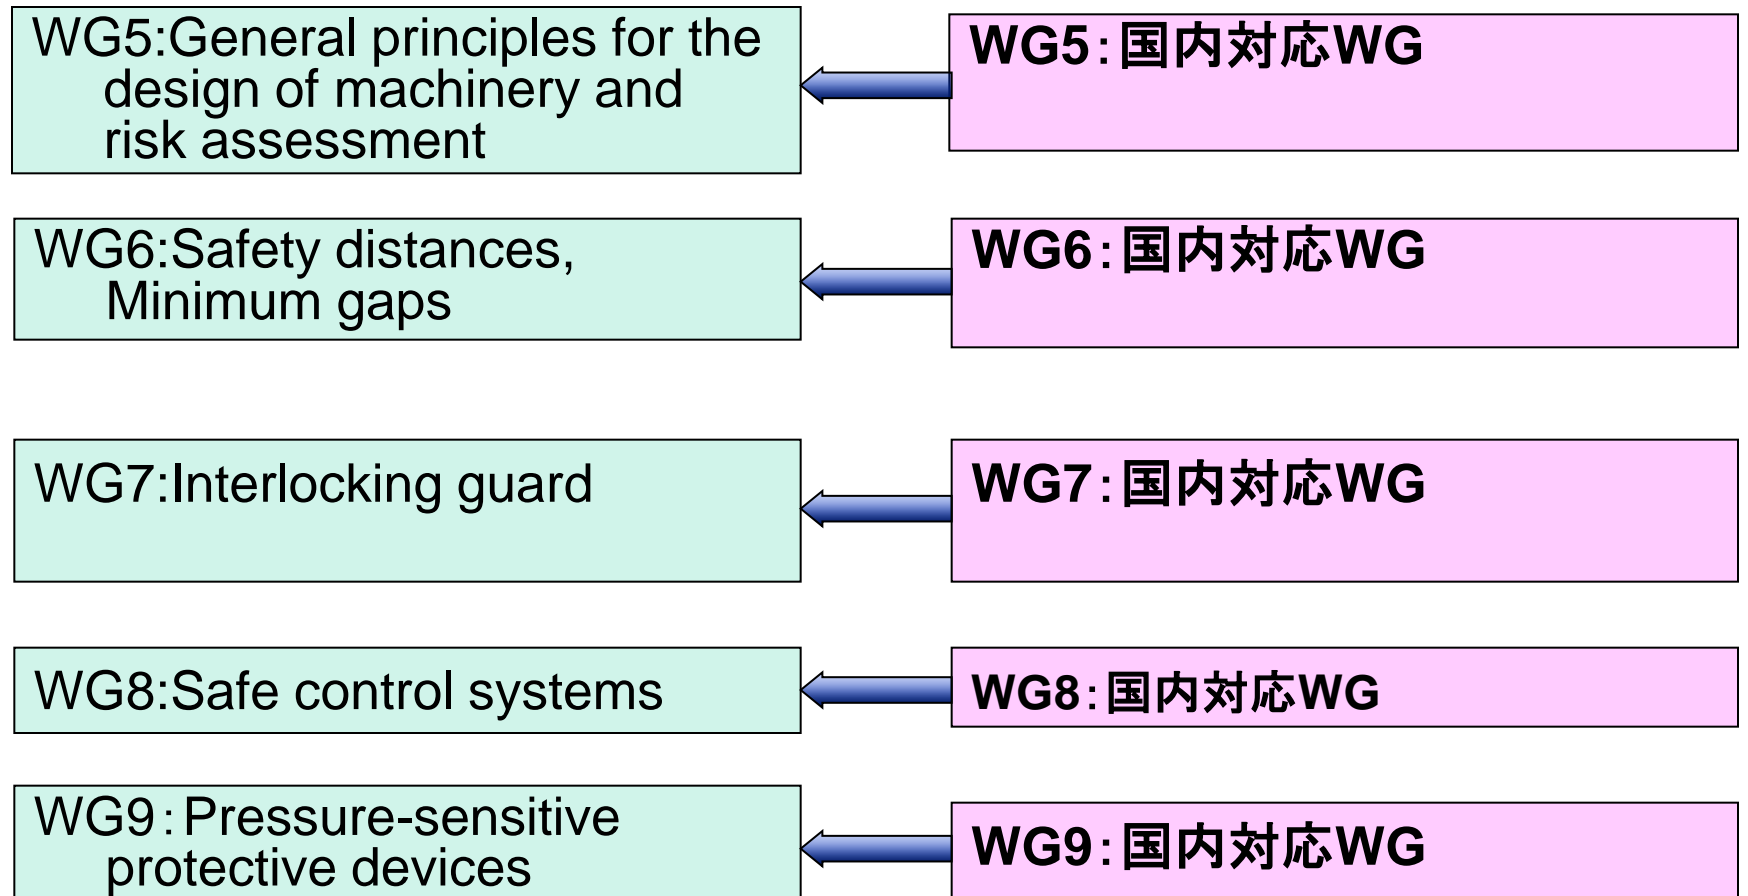 WG5:General principles for the
design of machinery and
risk assessment
WG5：国内対応WG
WG6:Safety distances,
Minimum gaps
WG6：国内対応WG
WG7:Interlocking guard
WG7：国内対応WG
WG8:Safe control systems
WG8：国内対応WG
WG9：Pressure-sensitive
protective devices
WG9：国内対応WG